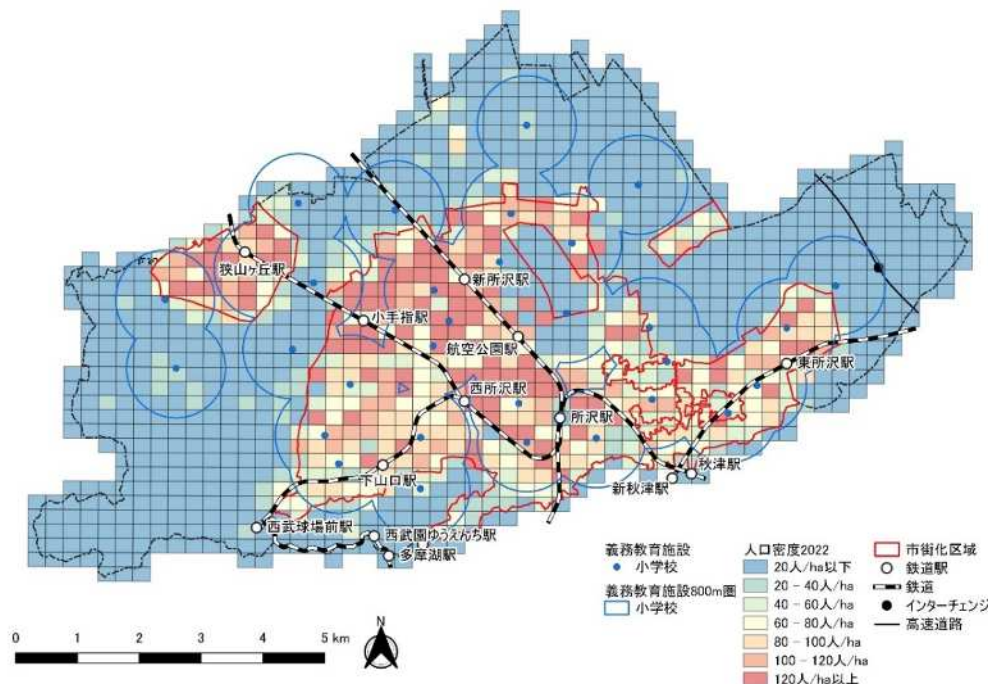 狭山ヶ丘駅
新所沢駅
小手指駅
航空公園駅
東所沢駅
西所沢駅
所沢駅
秋津駅
下山口駅
新秋津駅
西武球場前駅
西武園ゆうえんち駅
多摩湖駅
義務教育施設
小学校
義務教育施設800m圏
小学校
人口密度2022
20人/ha以下
20 - 40人/ha
40 - 60人/ha
60 - 80人/ha
80 - 100人/ha
100 - 120人/ha
120人/ha以上
市街化区域
鉄道駅
鉄道
インターチェンジ
高速道路
0 1 2 3 4 5 km
N